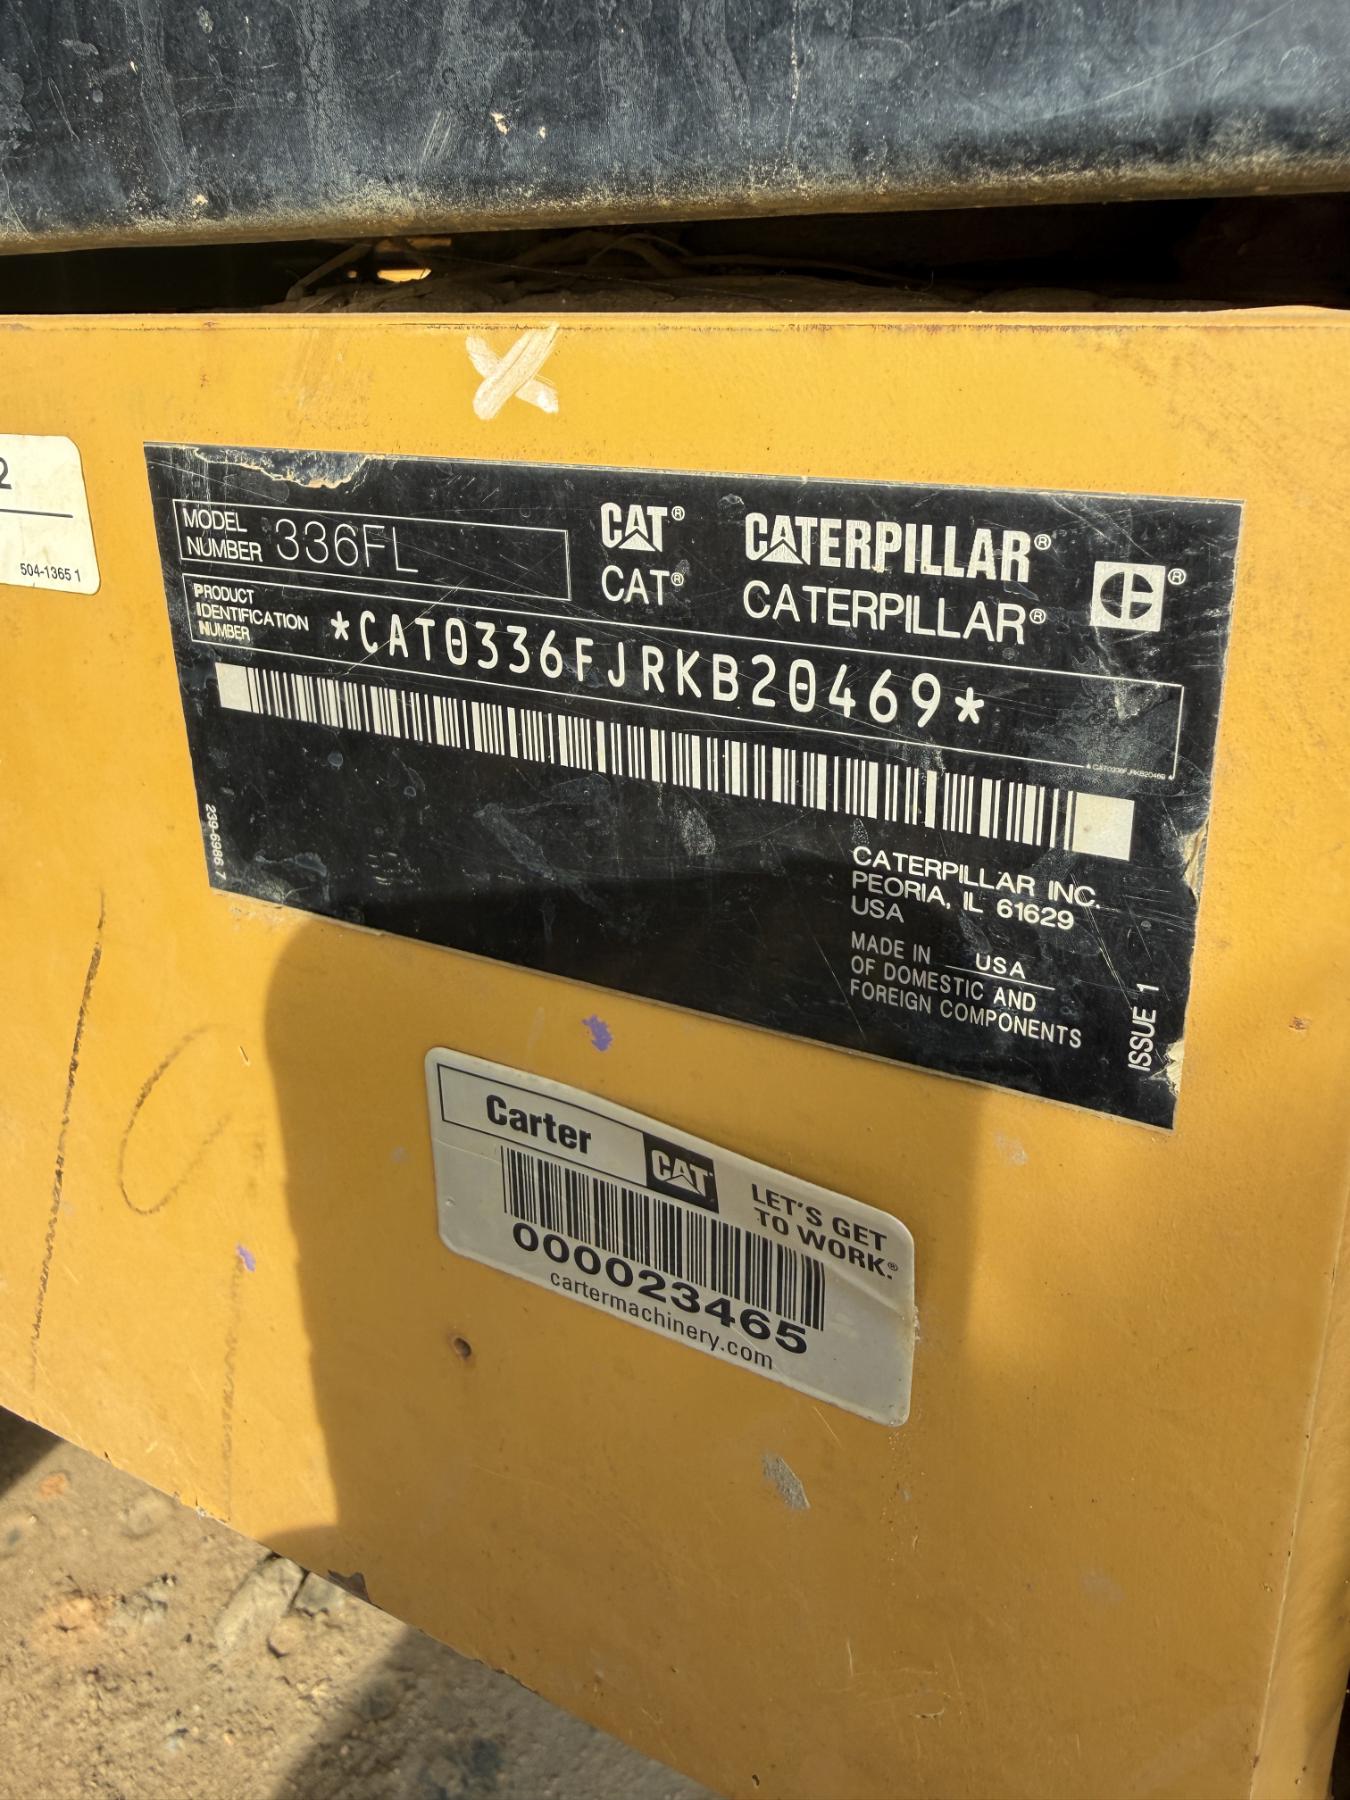 2
504-1365 1
MODEL
NUMBER 336FL
CAT® CATERPILLAR®
CAT® CATERPILLAR® ®
PRODUCT
IDENTIFICATION
NUMBER
*CAT0336FJRKB20469*
*CAT0336FJRKB20469*
239-6986 7
CATERPILLAR INC.
PEORIA, IL 61629
USA
MADE IN USA
OF DOMESTIC AND
FOREIGN COMPONENTS
ISSUE 1
Carter CAT
LET'S GET
TO WORK.®
000023465
cartermachinery.com